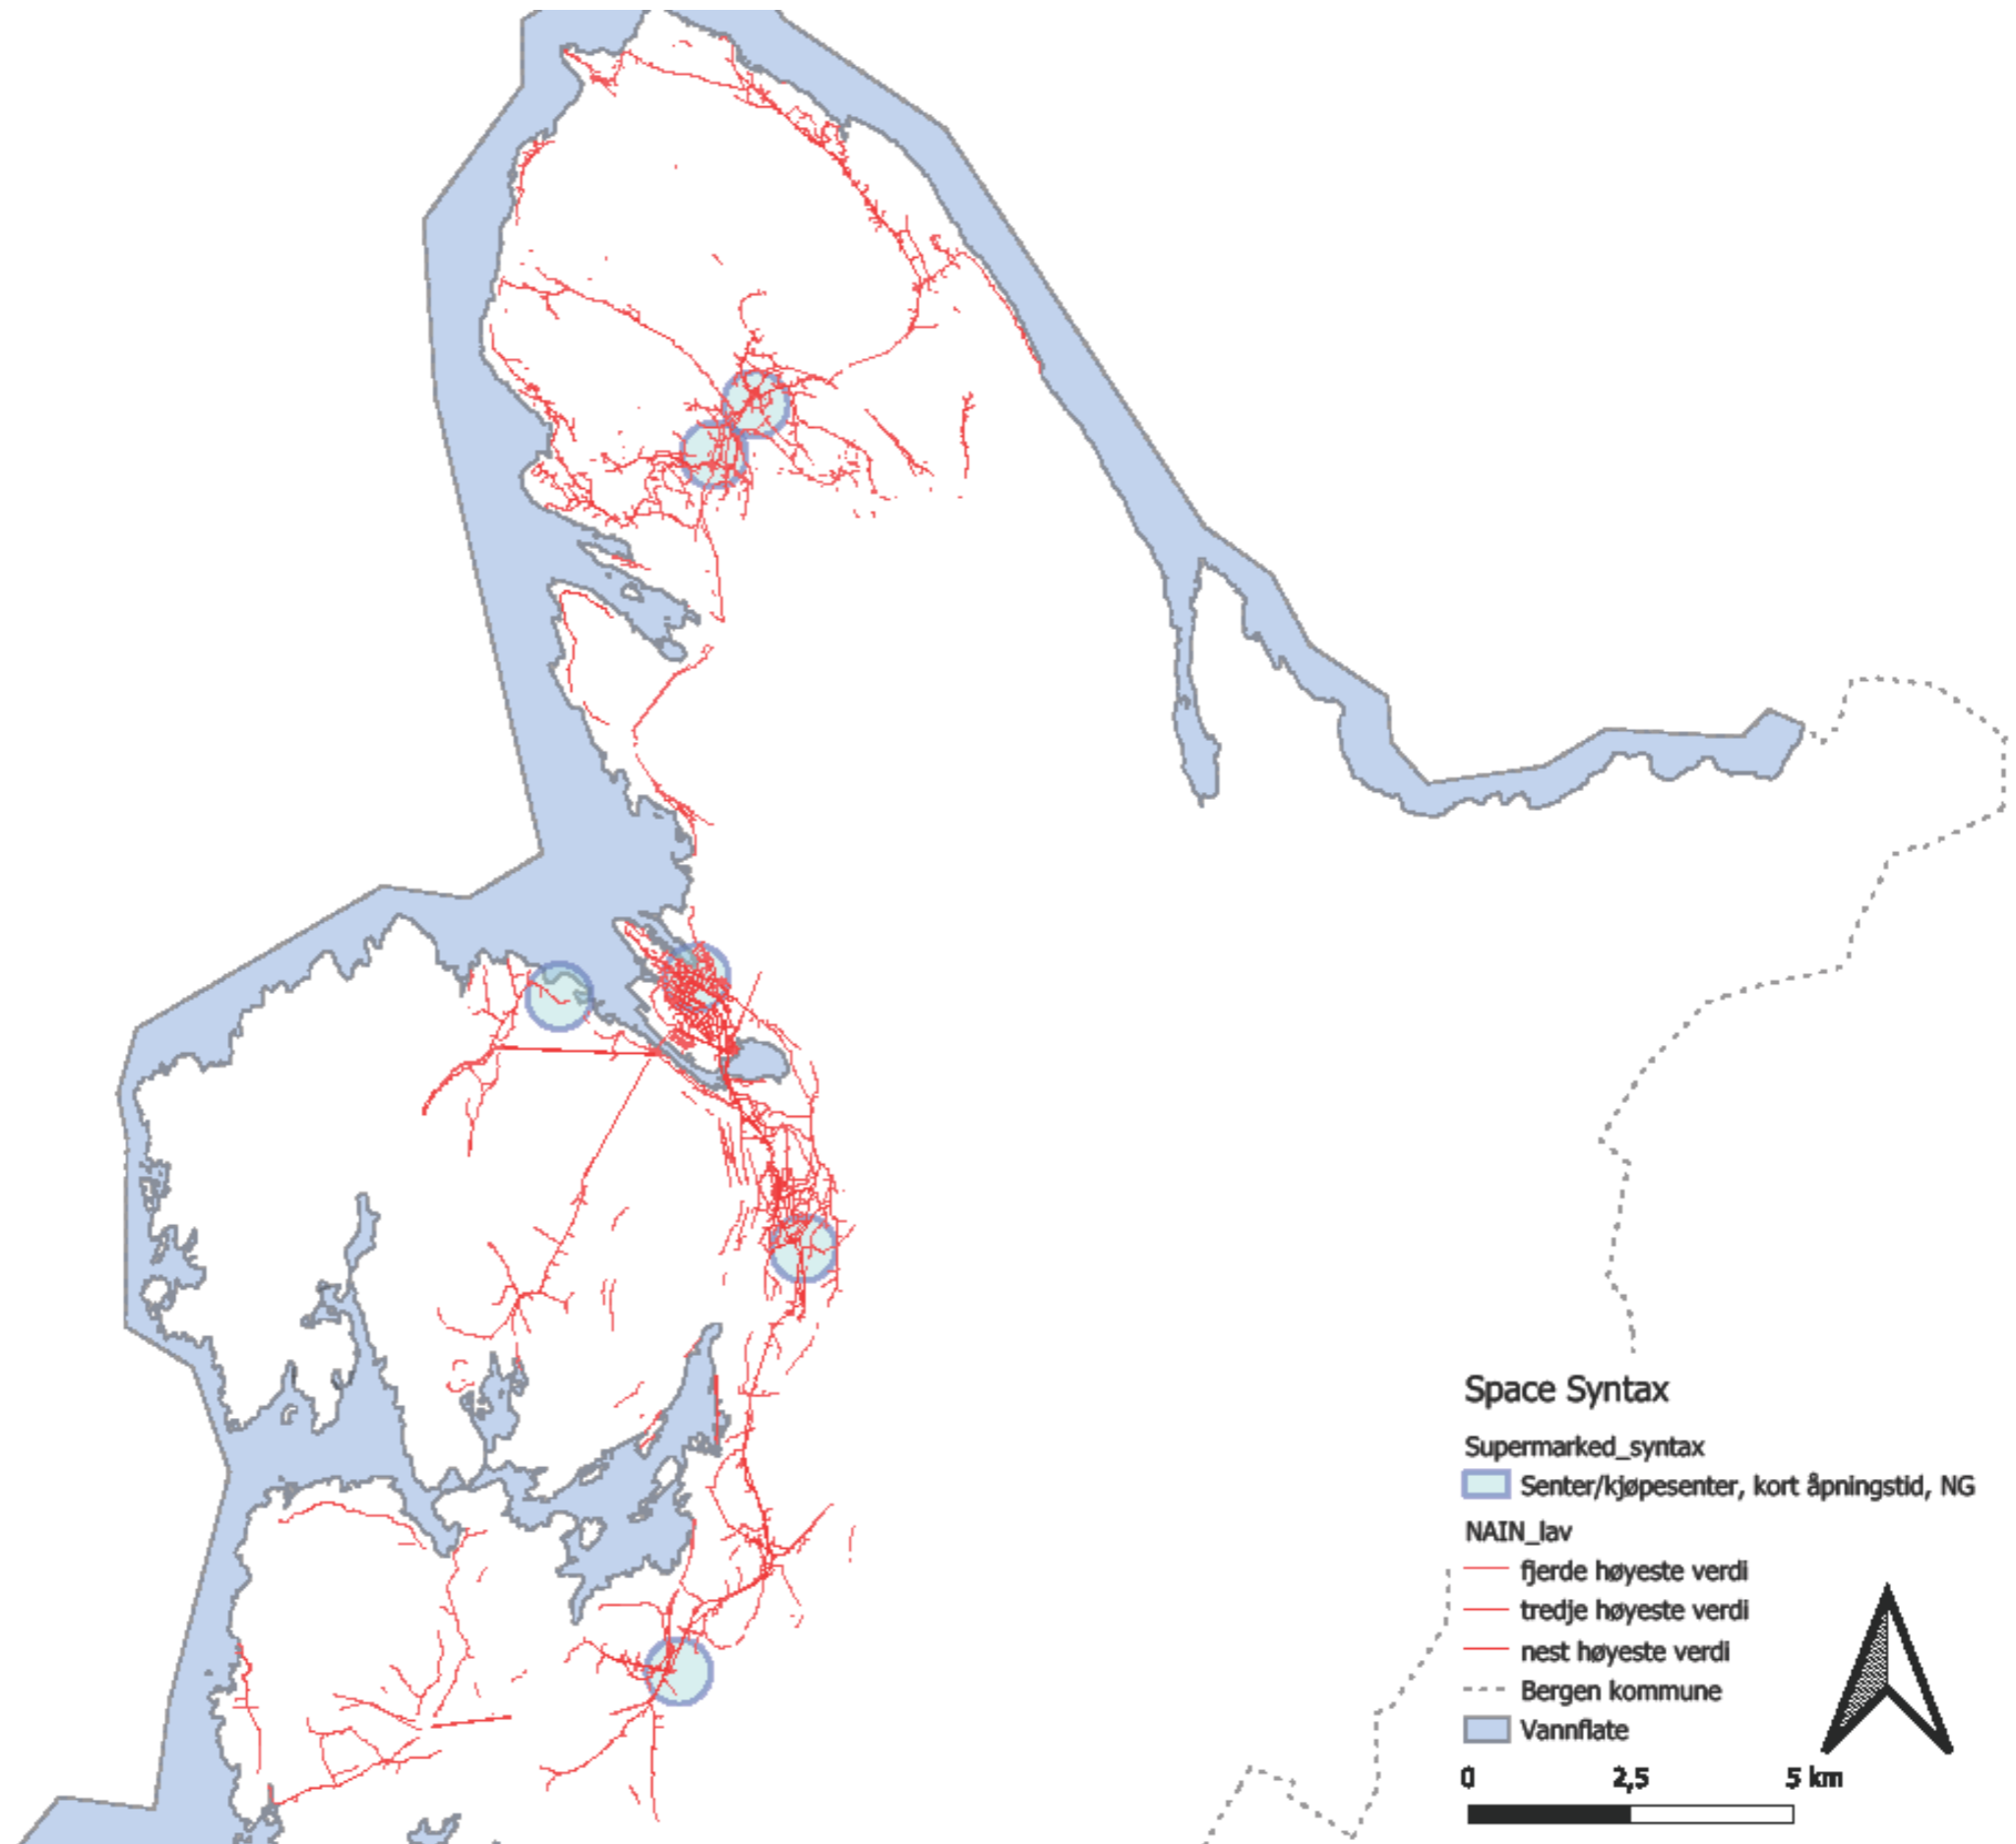 Space Syntax
Supermarked_syntax
Senter/kjøpesenter, kort åpningstid, NG
NAIN_lav
fjerde høyeste verdi
tredje høyeste verdi
nest høyeste verdi
Bergen kommune
Vannflate
0 2,5 5 km